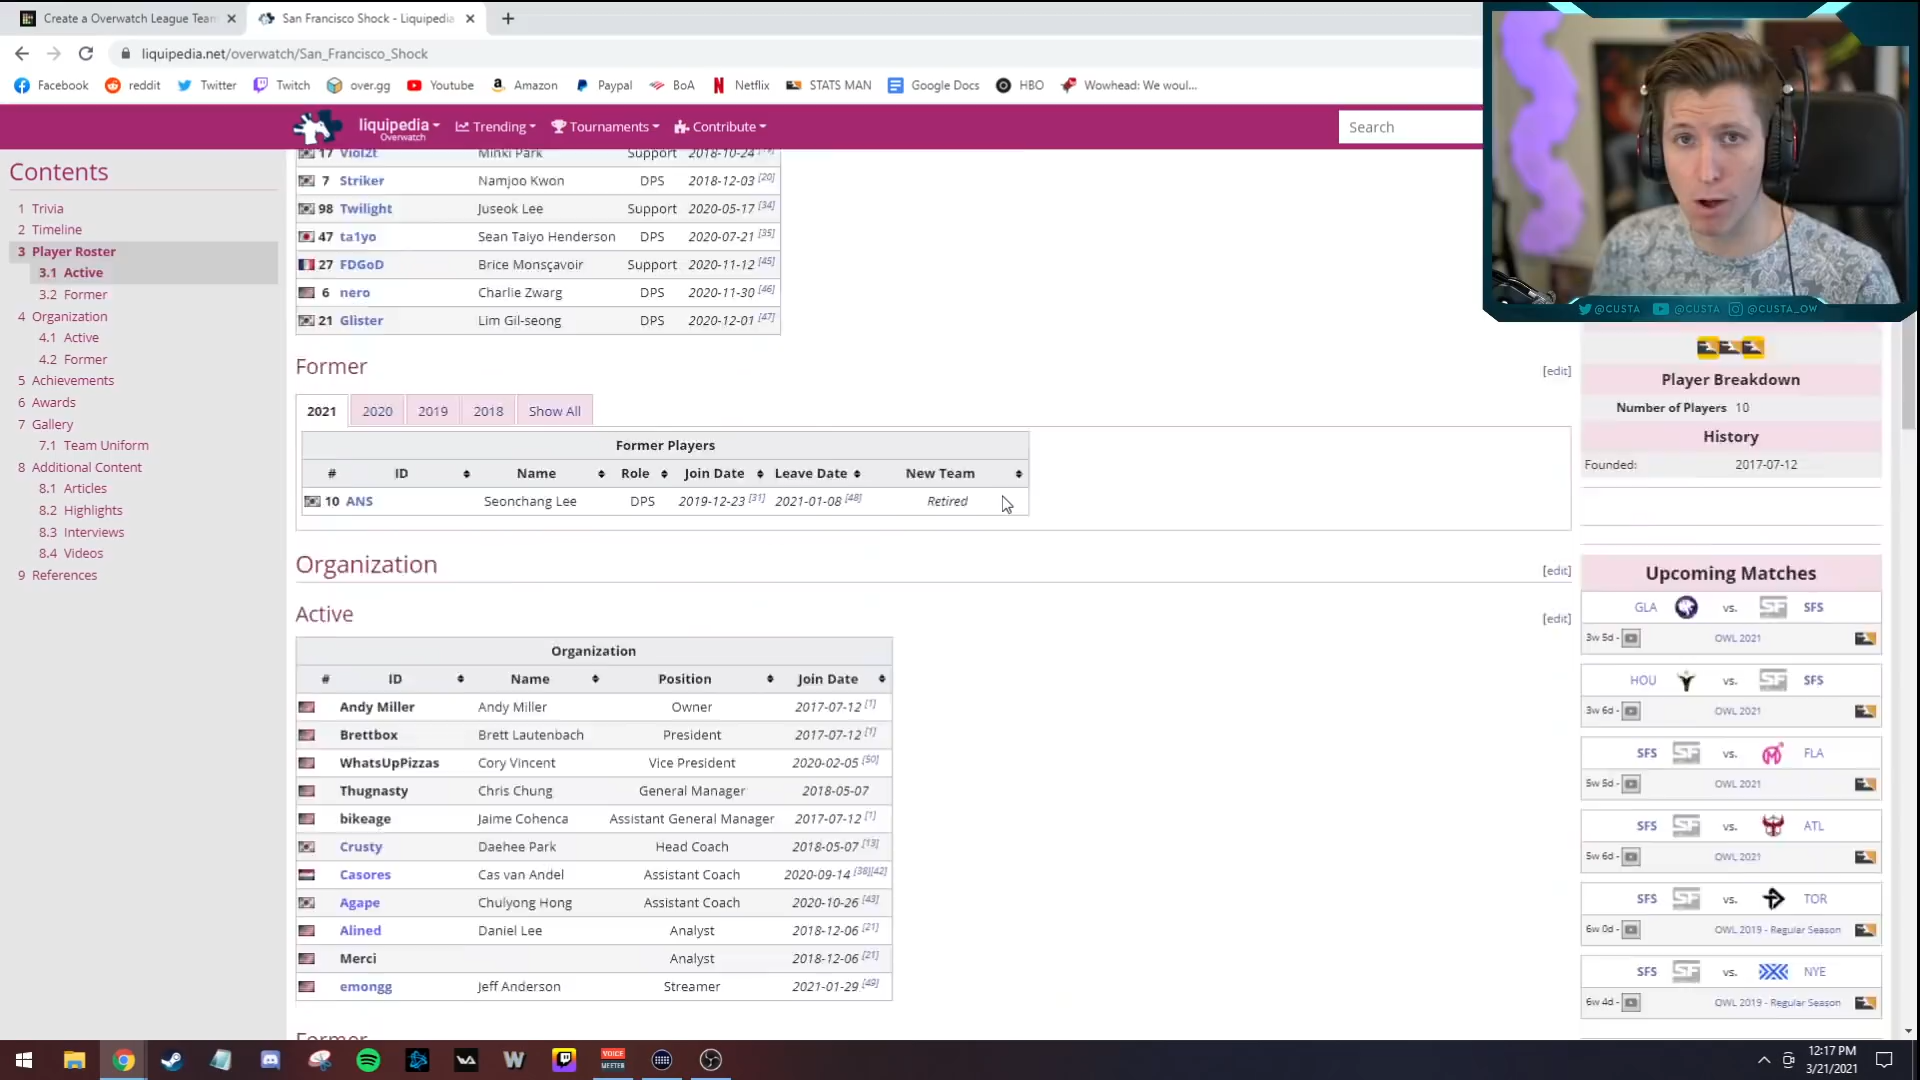 Create a Overwatch League Team
San Francisco Shock - Liquipedia
liquipedia.net/overwatch/San_Francisco_Shock
Facebook reddit Twitter Twitch over.gg Youtube Amazon Paypal BoA Netflix STATS MAN Google Docs HBO Wowhead: We woul...
liquipedia Overwatch Trending Tournaments Contribute Search
Contents
1 Trivia
2 Timeline
3 Player Roster
3.1 Active
3.2 Former
4 Organization
4.1 Active
4.2 Former
5 Achievements
6 Awards
7 Gallery
7.1 Team Uniform
8 Additional Content
8.1 Articles
8.2 Highlights
8.3 Interviews
8.4 Videos
9 References
17 Viol2t Minki Park Support 2018-10-24
7 Striker Namjoo Kwon DPS 2018-12-03 [20]
98 Twilight Juseok Lee Support 2020-05-17 [34]
47 ta1yo Sean Taiyo Henderson DPS 2020-07-21 [35]
27 FDGoD Brice Monsçavoir Support 2020-11-12 [45]
6 nero Charlie Zwarg DPS 2020-11-30 [46]
21 Glister Lim Gil-seong DPS 2020-12-01 [47]
Former [edit]
2021 2020 2019 2018 Show All
Former Players
# ID Name Role Join Date Leave Date New Team
10 ANS Seonchang Lee DPS 2019-12-23 [31] 2021-01-08 [48] Retired
Organization [edit]
Active [edit]
Organization
# ID Name Position Join Date
Andy Miller Andy Miller Owner 2017-07-12 [1]
Brettbox Brett Lautenbach President 2017-07-12 [1]
WhatsUpPizzas Cory Vincent Vice President 2020-02-05 [50]
Thugnasty Chris Chung General Manager 2018-05-07
bikeage Jaime Cohenca Assistant General Manager 2017-07-12 [1]
Crusty Daehee Park Head Coach 2018-05-07 [13]
Casores Cas van Andel Assistant Coach 2020-09-14 [38][42]
Agape Chulyong Hong Assistant Coach 2020-10-26 [43]
Alined Daniel Lee Analyst 2018-12-06 [21]
Merci Analyst 2018-12-06 [21]
emongg Jeff Anderson Streamer 2021-01-29 [49]
Former
@CUSTA @CUSTA @CUSTA_OW
Player Breakdown
Number of Players 10
History
Founded: 2017-07-12
Upcoming Matches
GLA vs. SF SFS
3w 5d - OWL 2021
HOU vs. SF SFS
3w 6d - OWL 2021
SFS SF vs. FLA
5w 5d - OWL 2021
SFS SF vs. ATL
5w 6d - OWL 2021
SFS SF vs. TOR
6w 0d - OWL 2019 - Regular Season
SFS SF vs. NYE
6w 4d - OWL 2019 - Regular Season
VOICE MEETER
12:17 PM
3/21/2021